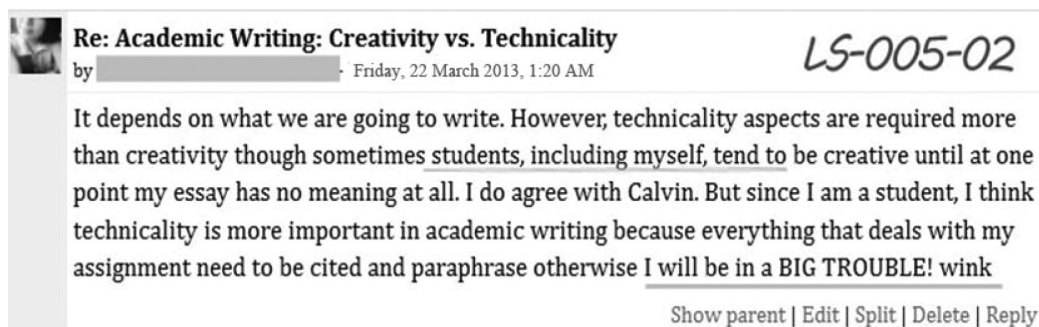 Re: Academic Writing: Creativity vs. Technicality
LS-005-02
by - Friday, 22 March 2013, 1:20 AM
It depends on what we are going to write. However, technicality aspects are required more
than creativity though sometimes students, including myself, tend to be creative until at one
point my essay has no meaning at all. I do agree with Calvin. But since I am a student, I think
technicality is more important in academic writing because everything that deals with my
assignment need to be cited and paraphrase otherwise I will be in a BIG TROUBLE! wink
Show parent | Edit | Split | Delete | Reply